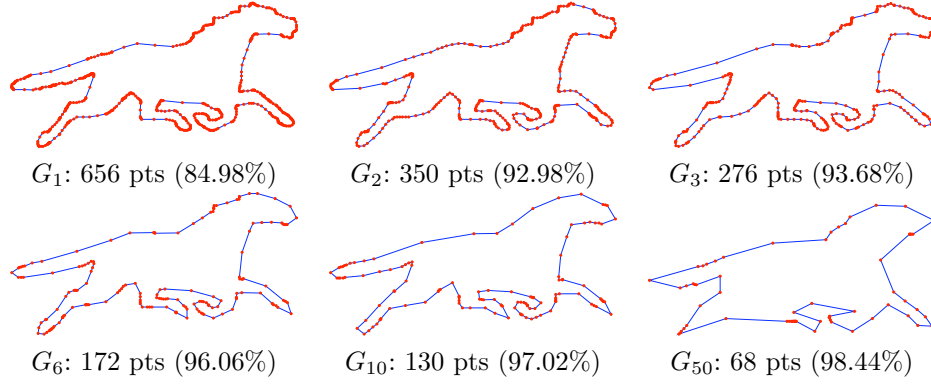 G₁: 656 pts (84.98%) G₂: 350 pts (92.98%) G₃: 276 pts (93.68%)
G₆: 172 pts (96.06%) G₁₀: 130 pts (97.02%) G₅₀: 68 pts (98.44%)